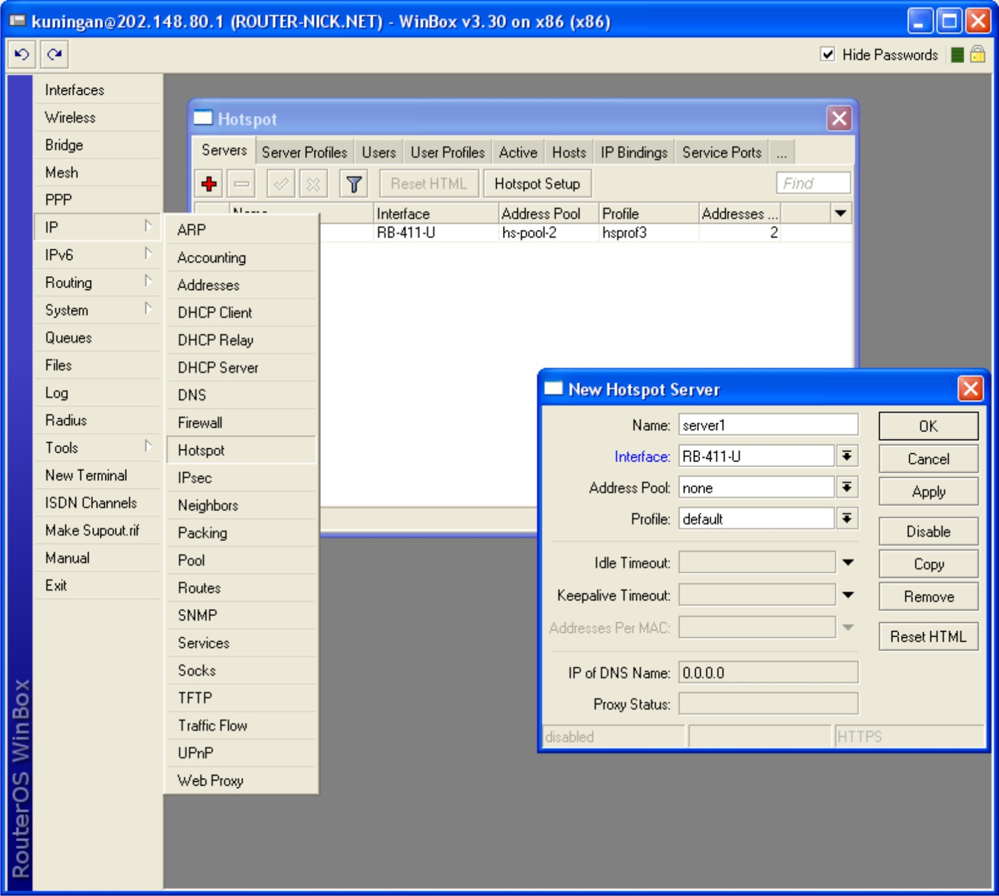 kuningan@202.148.80.1 (ROUTER-NICK.NET) - WinBox v3.30 on x86 (x86)
Hide Passwords
RouterOS WinBox
Interfaces
Wireless
Bridge
Mesh
PPP
IP
IPv6
Routing
System
Queues
Files
Log
Radius
Tools
New Terminal
ISDN Channels
Make Supout.rif
Manual
Exit
ARP
Accounting
Addresses
DHCP Client
DHCP Relay
DHCP Server
DNS
Firewall
Hotspot
IPsec
Neighbors
Packing
Pool
Routes
SNMP
Services
Socks
TFTP
Traffic Flow
UPnP
Web Proxy
Hotspot
Servers Server Profiles Users User Profiles Active Hosts IP Bindings Service Ports ...
Reset HTML Hotspot Setup Find
Name Interface Address Pool Profile Addresses ...
RB-411-U hs-pool-2 hsprof3 2
New Hotspot Server
Name: server1
Interface: RB-411-U
Address Pool: none
Profile: default
Idle Timeout:
Keepalive Timeout:
Addresses Per MAC:
IP of DNS Name: 0.0.0.0
Proxy Status:
OK
Cancel
Apply
Disable
Copy
Remove
Reset HTML
disabled HTTPS